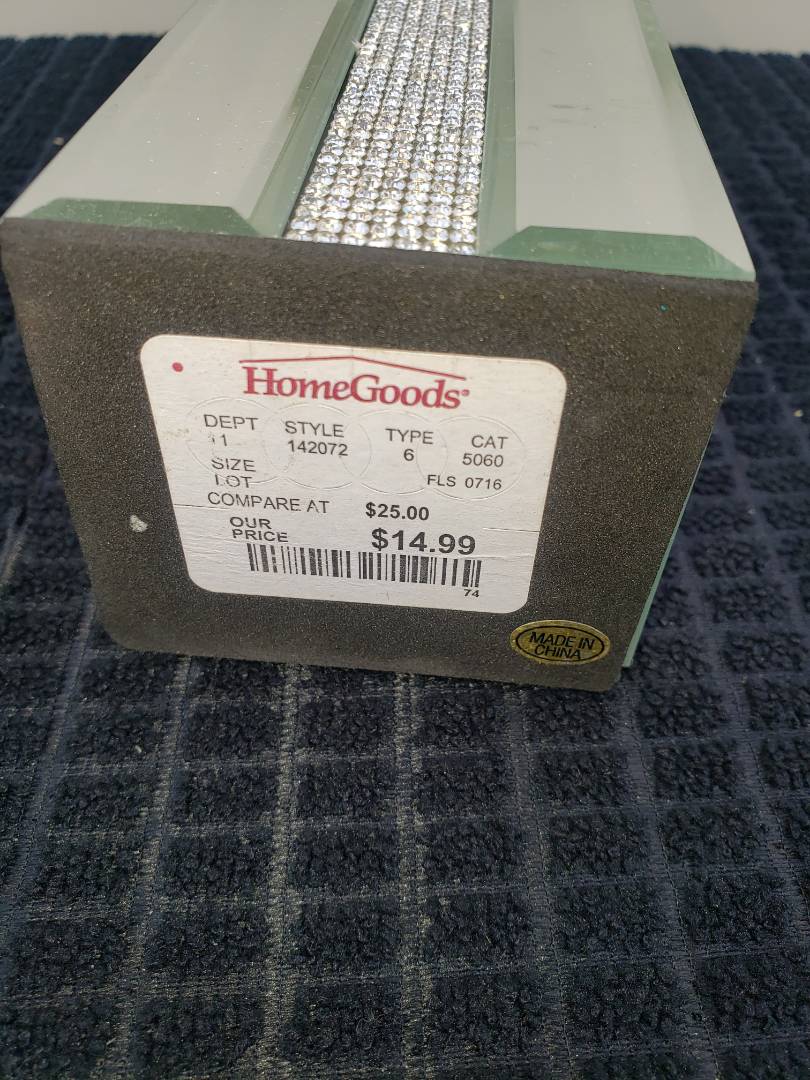 HomeGoods®
DEPT STYLE TYPE CAT
11 142072 6 5060
SIZE
LOT FLS 0716
COMPARE AT $25.00
OUR
PRICE $14.99
74
MADE IN
CHINA